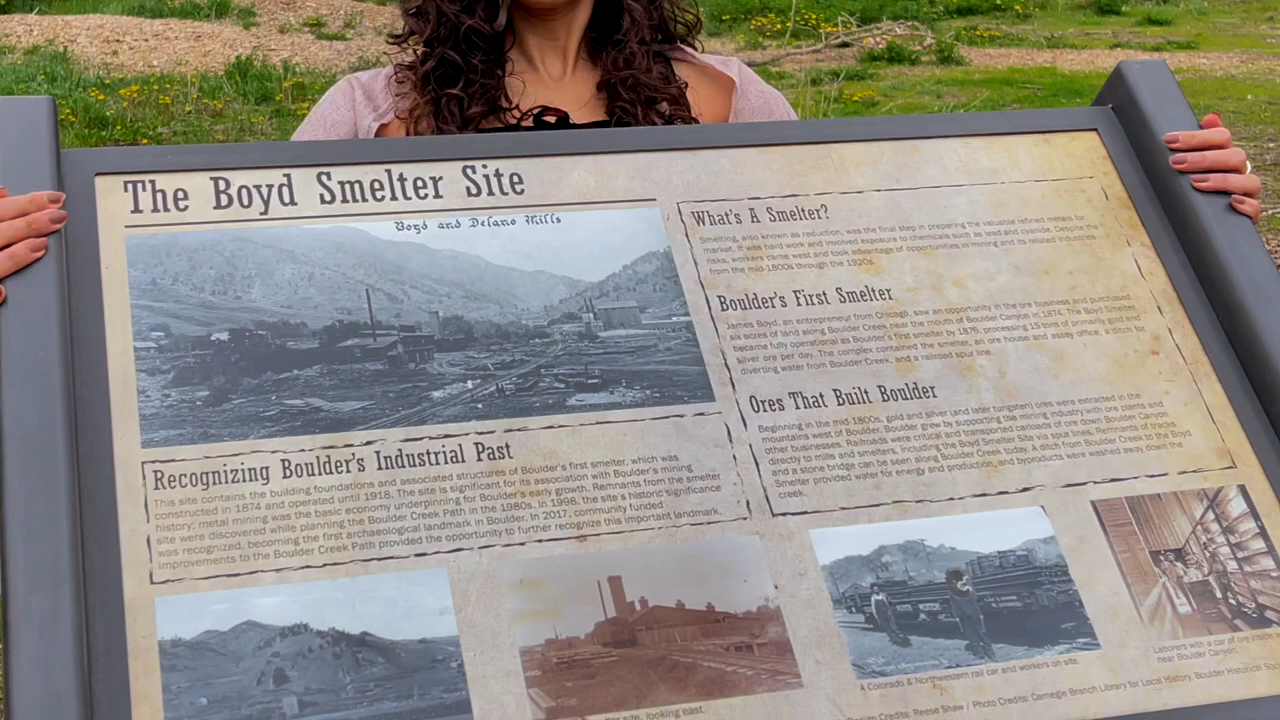 The Boyd Smelter Site
Boyd and Delano Mills
Recognizing Boulder's Industrial Past
This site contains the building foundations and associated structures of Boulder's first smelter, which was
constructed in 1874 and operated until 1918. The site is significant for its association with Boulder's mining
history; metal mining was the basic economy underpinning for Boulder's early growth. Remnants from the smelter
site were discovered while planning the Boulder Creek Path in the 1980s. In 1998, the site's historic significance
was recognized, becoming the first archaeological landmark in Boulder. In 2017, community funded
improvements to the Boulder Creek Path provided the opportunity to further recognize this important landmark.
What's A Smelter?
Smelting, also known as reduction, was the final step in preparing the valuable refined metals for
market. It was hard work and involved exposure to chemicals such as lead and cyanide. Despite the
risks, workers came west and took advantage of opportunities in mining and its related industries
from the mid-1800s through the 1920s.
Boulder's First Smelter
James Boyd, an entrepreneur from Chicago, saw an opportunity in the ore business and purchased
six acres of land along Boulder Creek near the mouth of Boulder Canyon in 1874. The Boyd Smelter
became fully operational as Boulder's first smelter by 1876, processing 15 tons of primarily gold and
silver ore per day. The complex contained the smelter, an ore house and assay office, a ditch for
diverting water from Boulder Creek, and a railroad spur line.
Ores That Built Boulder
Beginning in the mid-1800s, gold and silver (and later tungsten) ores were extracted in the
mountains west of Boulder. Boulder grew by supporting the mining industry with ore plants and
other businesses. Railroads were critical and transported carloads of ore down Boulder Canyon
directly to mills and smelters, including the Boyd Smelter Site via spur lines. Remnants of tracks
and a stone bridge can be seen along Boulder Creek today. A ditch from Boulder Creek to the Boyd
Smelter provided water for energy and production, and byproducts were washed away down the
creek.
site, looking east.
A Colorado & Northwestern rail car and workers on site.
Laborers with a car of ore inside
near Boulder Canyon.
Design Credits: Reese Shaw / Photo Credits: Carnegie Branch Library for Local History, Boulder Historical